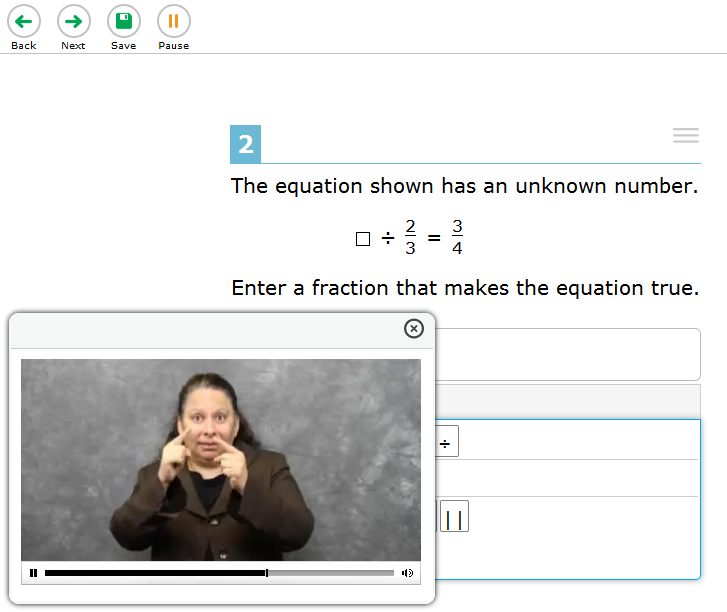 Back Next Save Pause
2
The equation shown has an unknown number.
□ ÷ 2/3 = 3/4
Enter a fraction that makes the equation true.
÷
| |